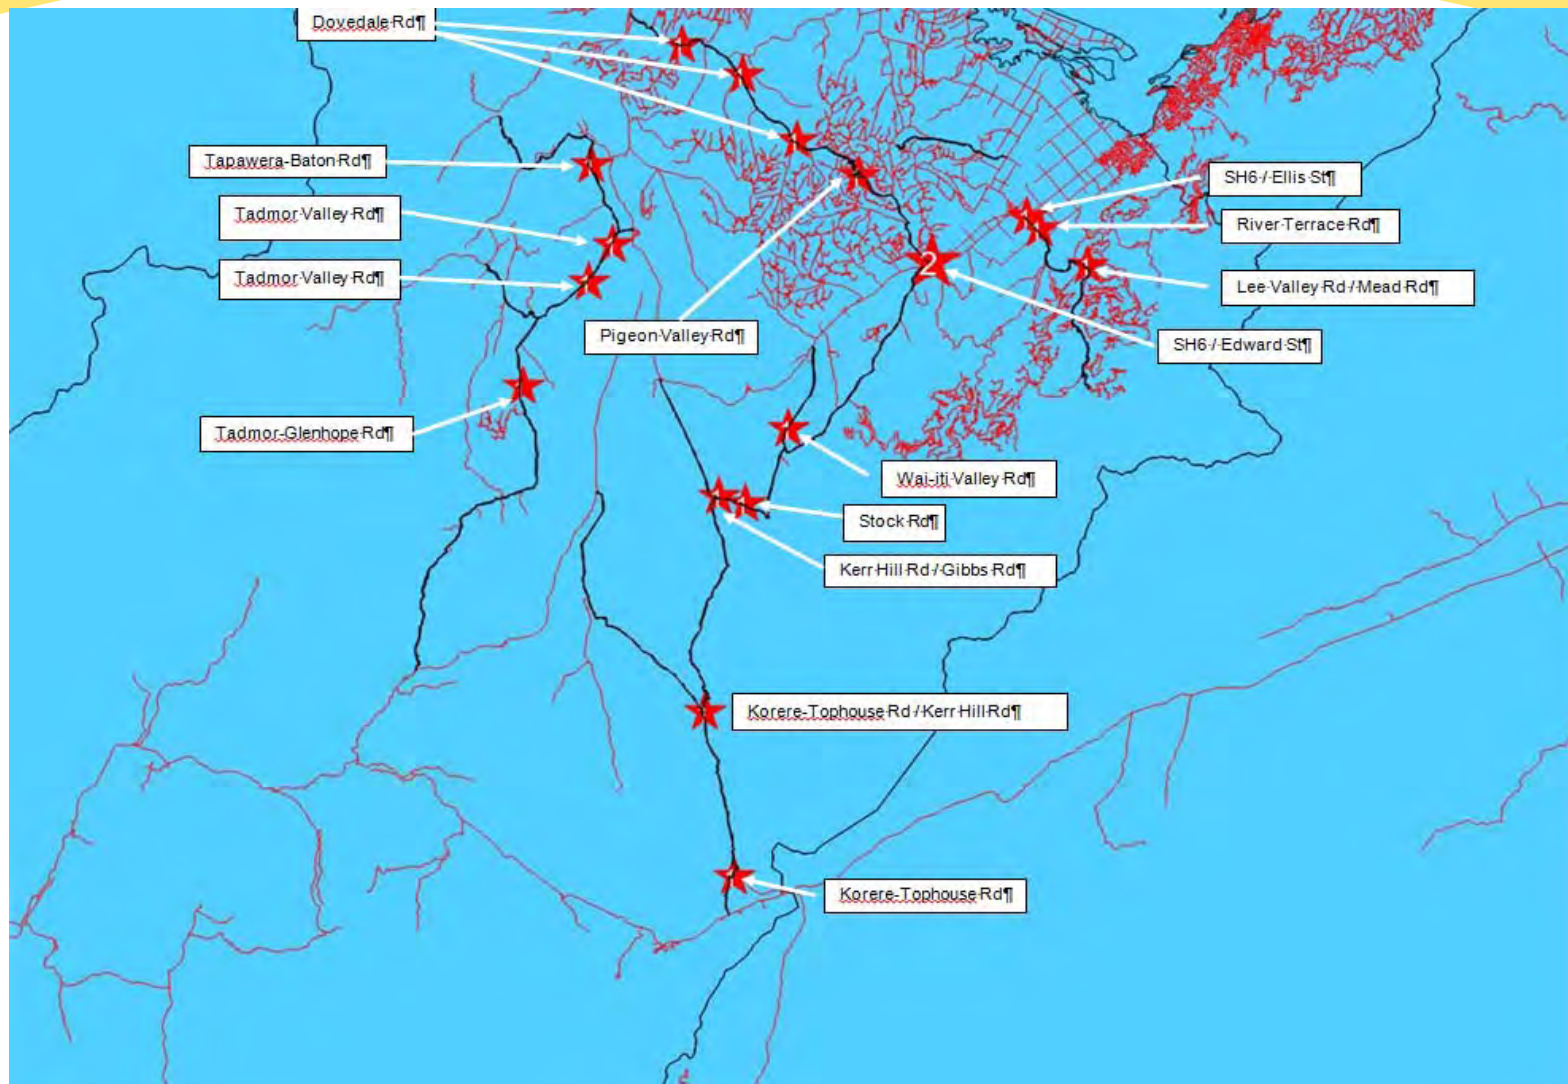 Dovedale·Rd¶
Tapawera-Baton·Rd¶
SH6·/·Ellis·St¶
Tadmor·Valley·Rd¶
River·Terrace·Rd¶
Tadmor·Valley·Rd¶
2
Lee·Valley·Rd·/·Mead·Rd¶
Pigeon·Valley·Rd¶
SH6·/·Edward·St¶
Tadmor-Glenhope·Rd¶
Wai-iti·Valley·Rd¶
Stock·Rd¶
Kerr·Hill·Rd·/·Gibbs·Rd¶
Korere-Tophouse·Rd·/·Kerr·Hill·Rd¶
Korere-Tophouse·Rd¶